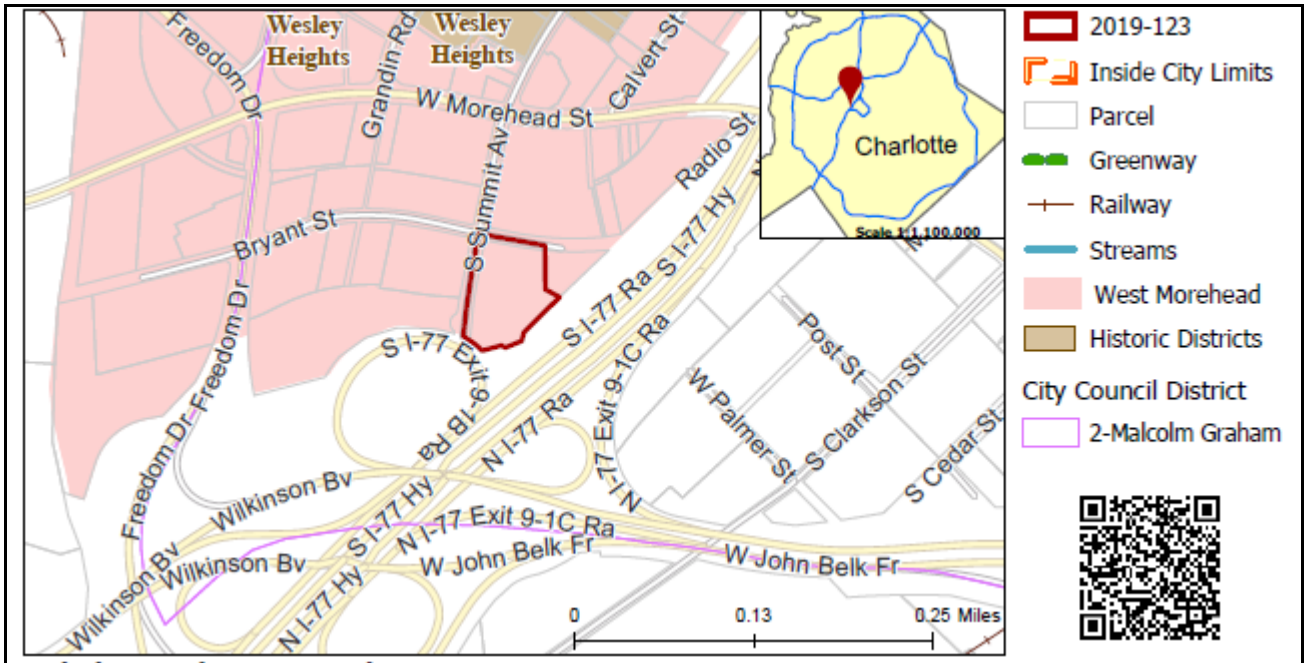 Wesley
Heights
Wesley
Heights
Freedom Dr
Grandin Rd
Calvert St
W Morehead St
S Summit Av
Radio St
Bryant St
S I-77 Hy
S I-77 Ra
Freedom Dr
Freedom Dr
S I-77 Exit 9-1B Ra
N I-77 Exit 9-1C Ra
N I-77 Ra
Post St
W Palmer St
S Clarkson St
S Cedar St
Wilkinson Bv
Wilkinson Bv
Wilkinson Bv
S I-77 Hy
N I-77 Exit 9-1C Ra
W John Belk Fr
W John Belk Fr
N I-77 Hy
0 0.13 0.25 Miles
Charlotte
Scale 1:1,100,000
2019-123
Inside City Limits
Parcel
Greenway
Railway
Streams
West Morehead
Historic Districts
City Council District
2-Malcolm Graham